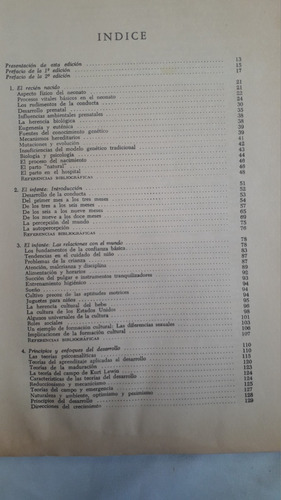 INDICE
Presentación de esta edición 13
Prefacio de la 1ª edición 15
Prefacio de la 2ª edición 17
1. El recién nacido 21
Aspecto físico del neonato
Procesos vitales básicos en el neonato
Los rudimentos de la conducta
Desarrollo prenatal
Influencias ambientales prenatales
La herencia biológica
Eugenesia y euténica
Fuentes del conocimiento genético
Mecanismos hereditarios
Mutaciones y evolución
Insuficiencias del modelo genético tradicional
Biología y psicología
El proceso del nacimiento
El parto "natural"
El parto en el hospital
REFERENCIAS BIBLIOGRÁFICAS
2. El infante. Introducción 51
Desarrollo de la conducta
Del primer mes a los tres meses
De los tres a los seis meses
De los seis a los nueve meses
De los nueve a los doce meses
La percepción del mundo
La autopercepción
REFERENCIAS BIBLIOGRÁFICAS
3. El infante: Las relaciones con el mundo 78
Los fundamentos de la confianza básica
Tendencias en el cuidado del niño
Problemas de la crianza
Atención, malcrianza y disciplina
Alimentación y horarios
Succión del pulgar e instrumentos tranquilizadores
Entrenamiento higiénico
Sueño
Cultivo precoz de las aptitudes motrices
Juguetes para niños
La herencia cultural del bebé
La cultura de los Estados Unidos
Algunos universales de la cultura
Roles sociales
Un ejemplo de formación cultural: Las diferencias sexuales
Implicaciones de la formación cultural
REFERENCIAS BIBLIOGRÁFICAS
4. Principios y enfoques del desarrollo 110
Las teorías psicoanalíticas
Teorías del aprendizaje aplicadas al desarrollo
Teorías de la maduración
La teoría del campo de Kurt Lewin
Características de las teorías del desarrollo
Reduccionismo y mecanicismo
Teorías del campo y emergencia
Naturaleza y ambiente, optimismo y pesimismo
Principios del desarrollo
Direcciones del crecimiento